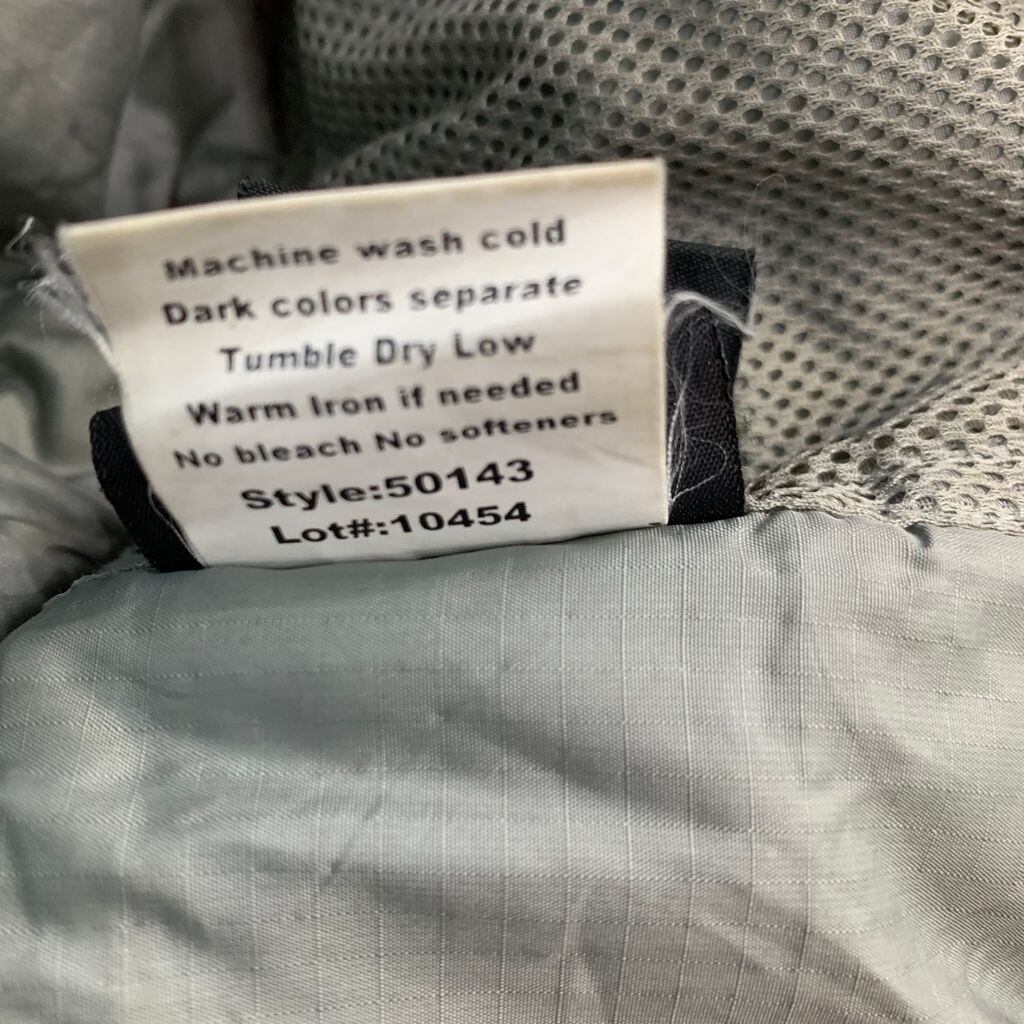 Machine wash cold
Dark colors separate
Tumble Dry Low
Warm Iron if needed
No bleach No softeners
Style:50143
Lot#:10454